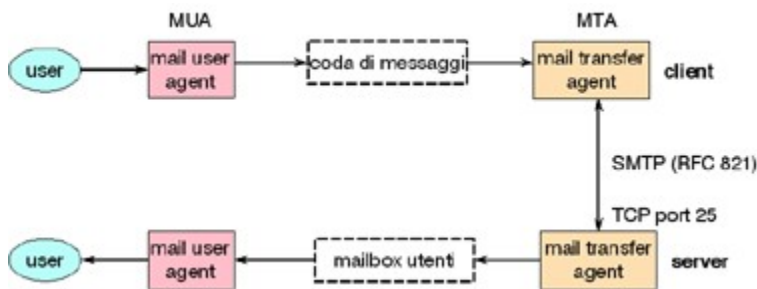 MUA
MTA
user
mail user
agent
coda di messaggi
mail transfer
agent
client
SMTP (RFC 821)
TCP port 25
user
mail user
agent
mailbox utenti
mail transfer
agent
server